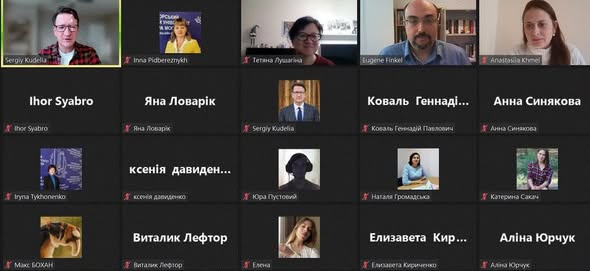 Sergiy Kudelia
Inna Pidbereznykh
Тетяна Лушагіна
Eugene Finkel
Anastasiia Khmel
Ihor Syabro
Яна Ловарік
Коваль Геннаді...
Анна Синякова
Ihor Syabro
Яна Ловарік
Sergiy Kudelia
Коваль Геннадій Павлович
Анна Синякова
ксенія давиден...
Iryna Tykhonenko
ксенія давиденко
Юра Пустовий
Наталя Громадська
Катерина Сакач
Виталик Лефтор
Елизавета Кир...
Аліна Юрчук
Макс БОХАН
Виталик Лефтор
Елена
Елизавета Кириченко
Аліна Юрчук